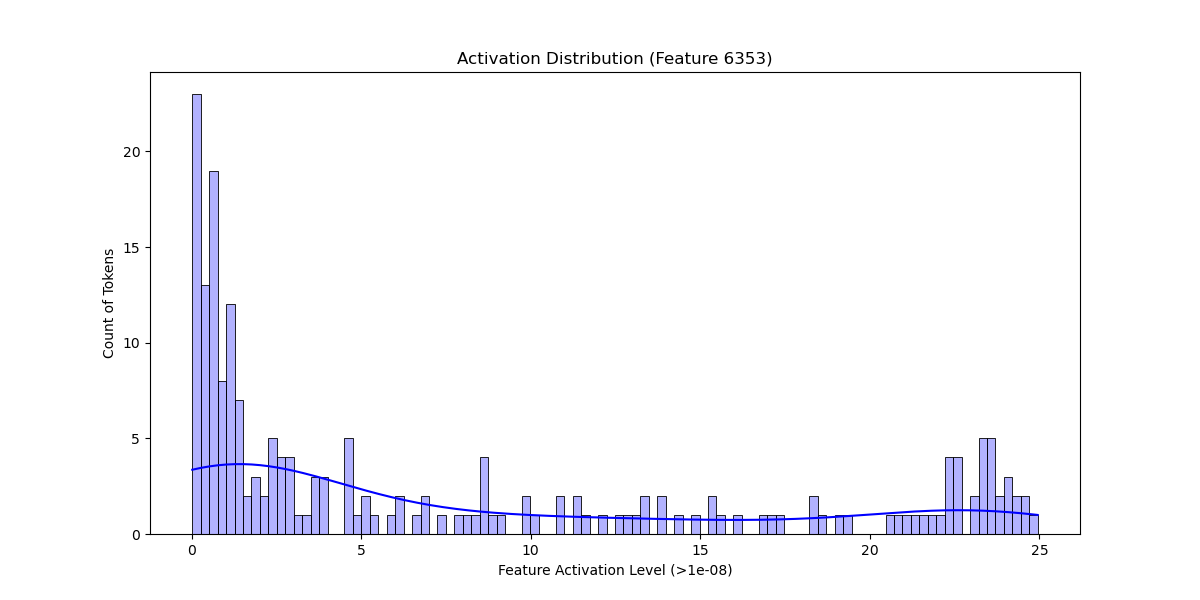 Activation Distribution (Feature 6353)
Count of Tokens
20
15
10
5
0
0 5 10 15 20 25
Feature Activation Level (>1e-08)